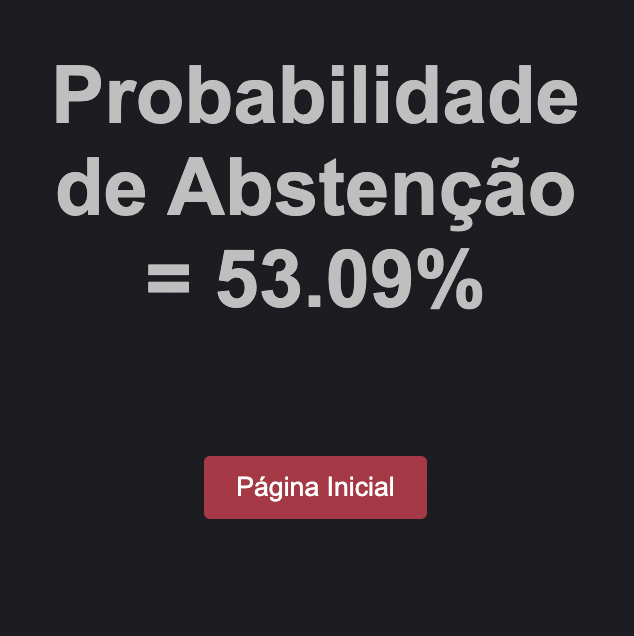 Probabilidade
de Abstenção
= 53.09%
Página Inicial